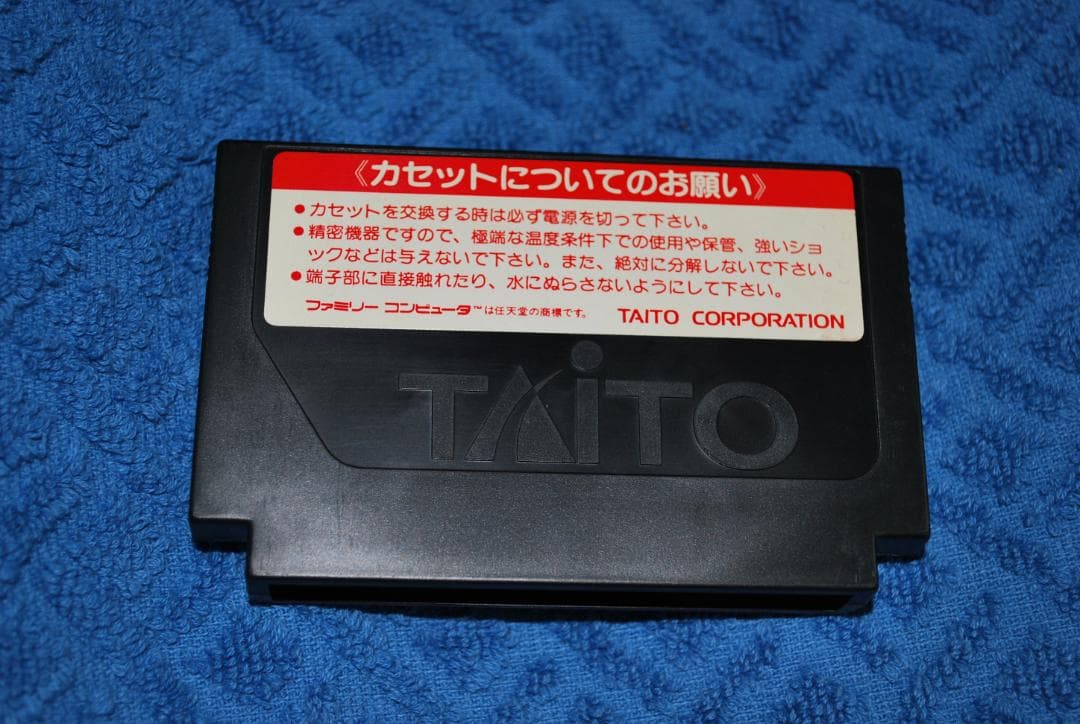 《カセットについてのお願い》
●カセットを交換する時は必ず電源を切って下さい。
●精密機器ですので、極端な温度条件下での使用や保管、強いショ
ックなどは与えないで下さい。また、絶対に分解しないで下さい。
●端子部に直接触れたり、水にぬらさないようにして下さい。
ファミリー コンピュータ™は任天堂の商標です。 TAITO CORPORATION
TAiTO